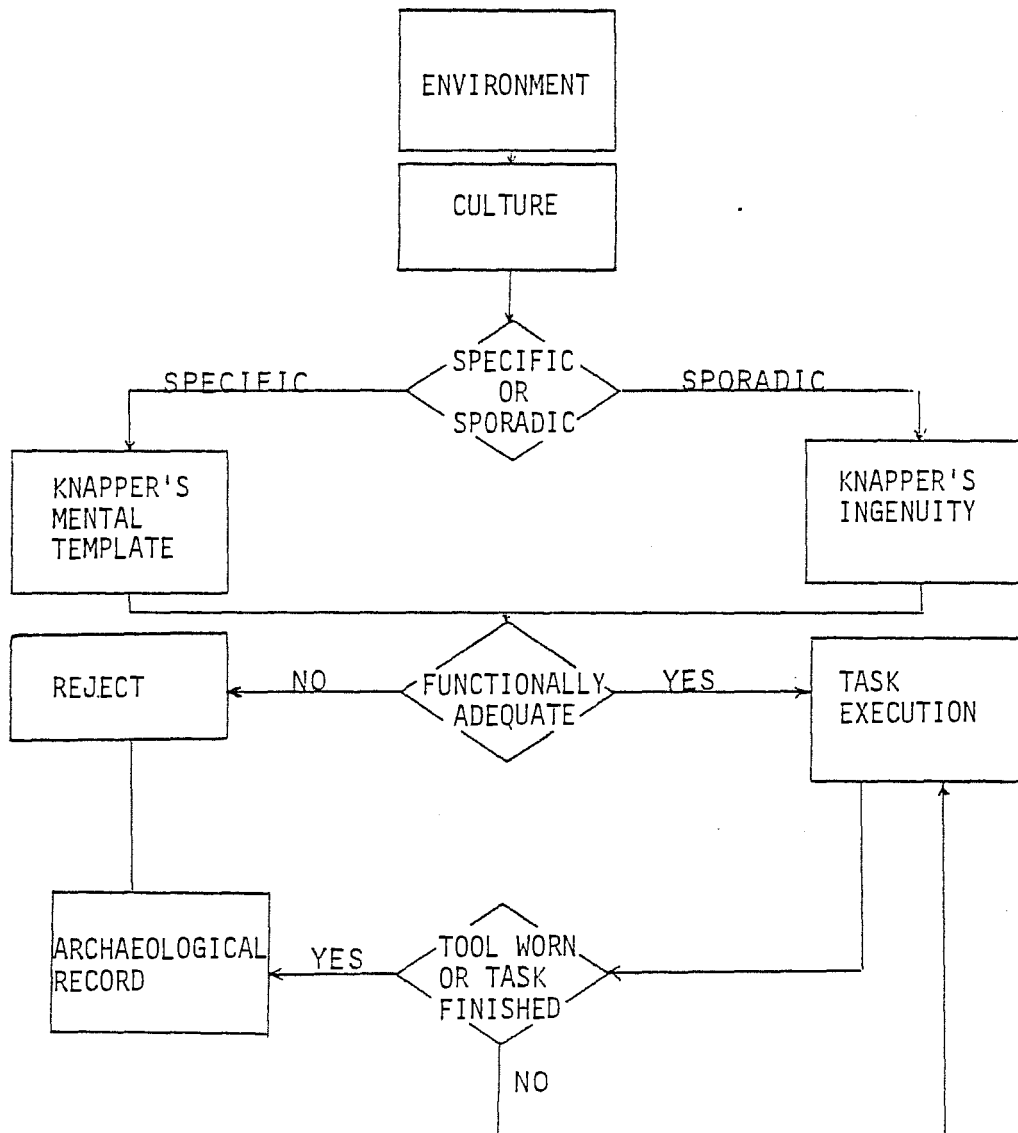 ENVIRONMENT
CULTURE
SPECIFIC
OR
SPORADIC
SPECIFIC
SPORADIC
KNAPPER'S
MENTAL
TEMPLATE
KNAPPER'S
INGENUITY
REJECT
NO
FUNCTIONALLY
ADEQUATE
YES
TASK
EXECUTION
ARCHAEOLOGICAL
RECORD
YES
TOOL WORN
OR TASK
FINISHED
NO